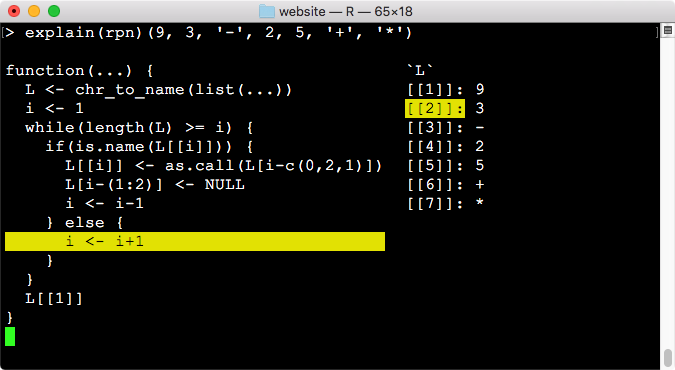 website — R — 65×18
> explain(rpn)(9, 3, '-', 2, 5, '+', '*')
function(...) {
  L <- chr_to_name(list(...))
  i <- 1
  while(length(L) >= i) {
    if(is.name(L[[i]])) {
      L[[i]] <- as.call(L[i-c(0,2,1)])
      L[i-(1:2)] <- NULL
      i <- i-1
    } else {
      i <- i+1
    }
  }
  L[[1]]
}
`L`
[[1]]: 9
[[2]]: 3
[[3]]: -
[[4]]: 2
[[5]]: 5
[[6]]: +
[[7]]: *